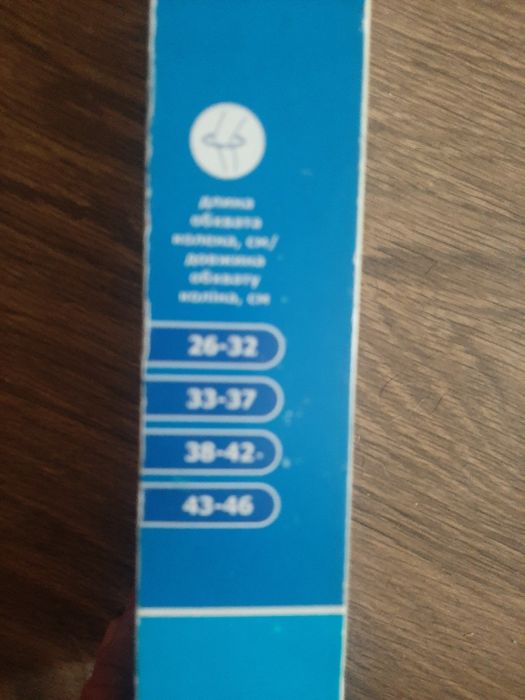 длина
обхвата
колена, см/
довжина
обхвату
коліна, см
26-32
33-37
38-42
43-46